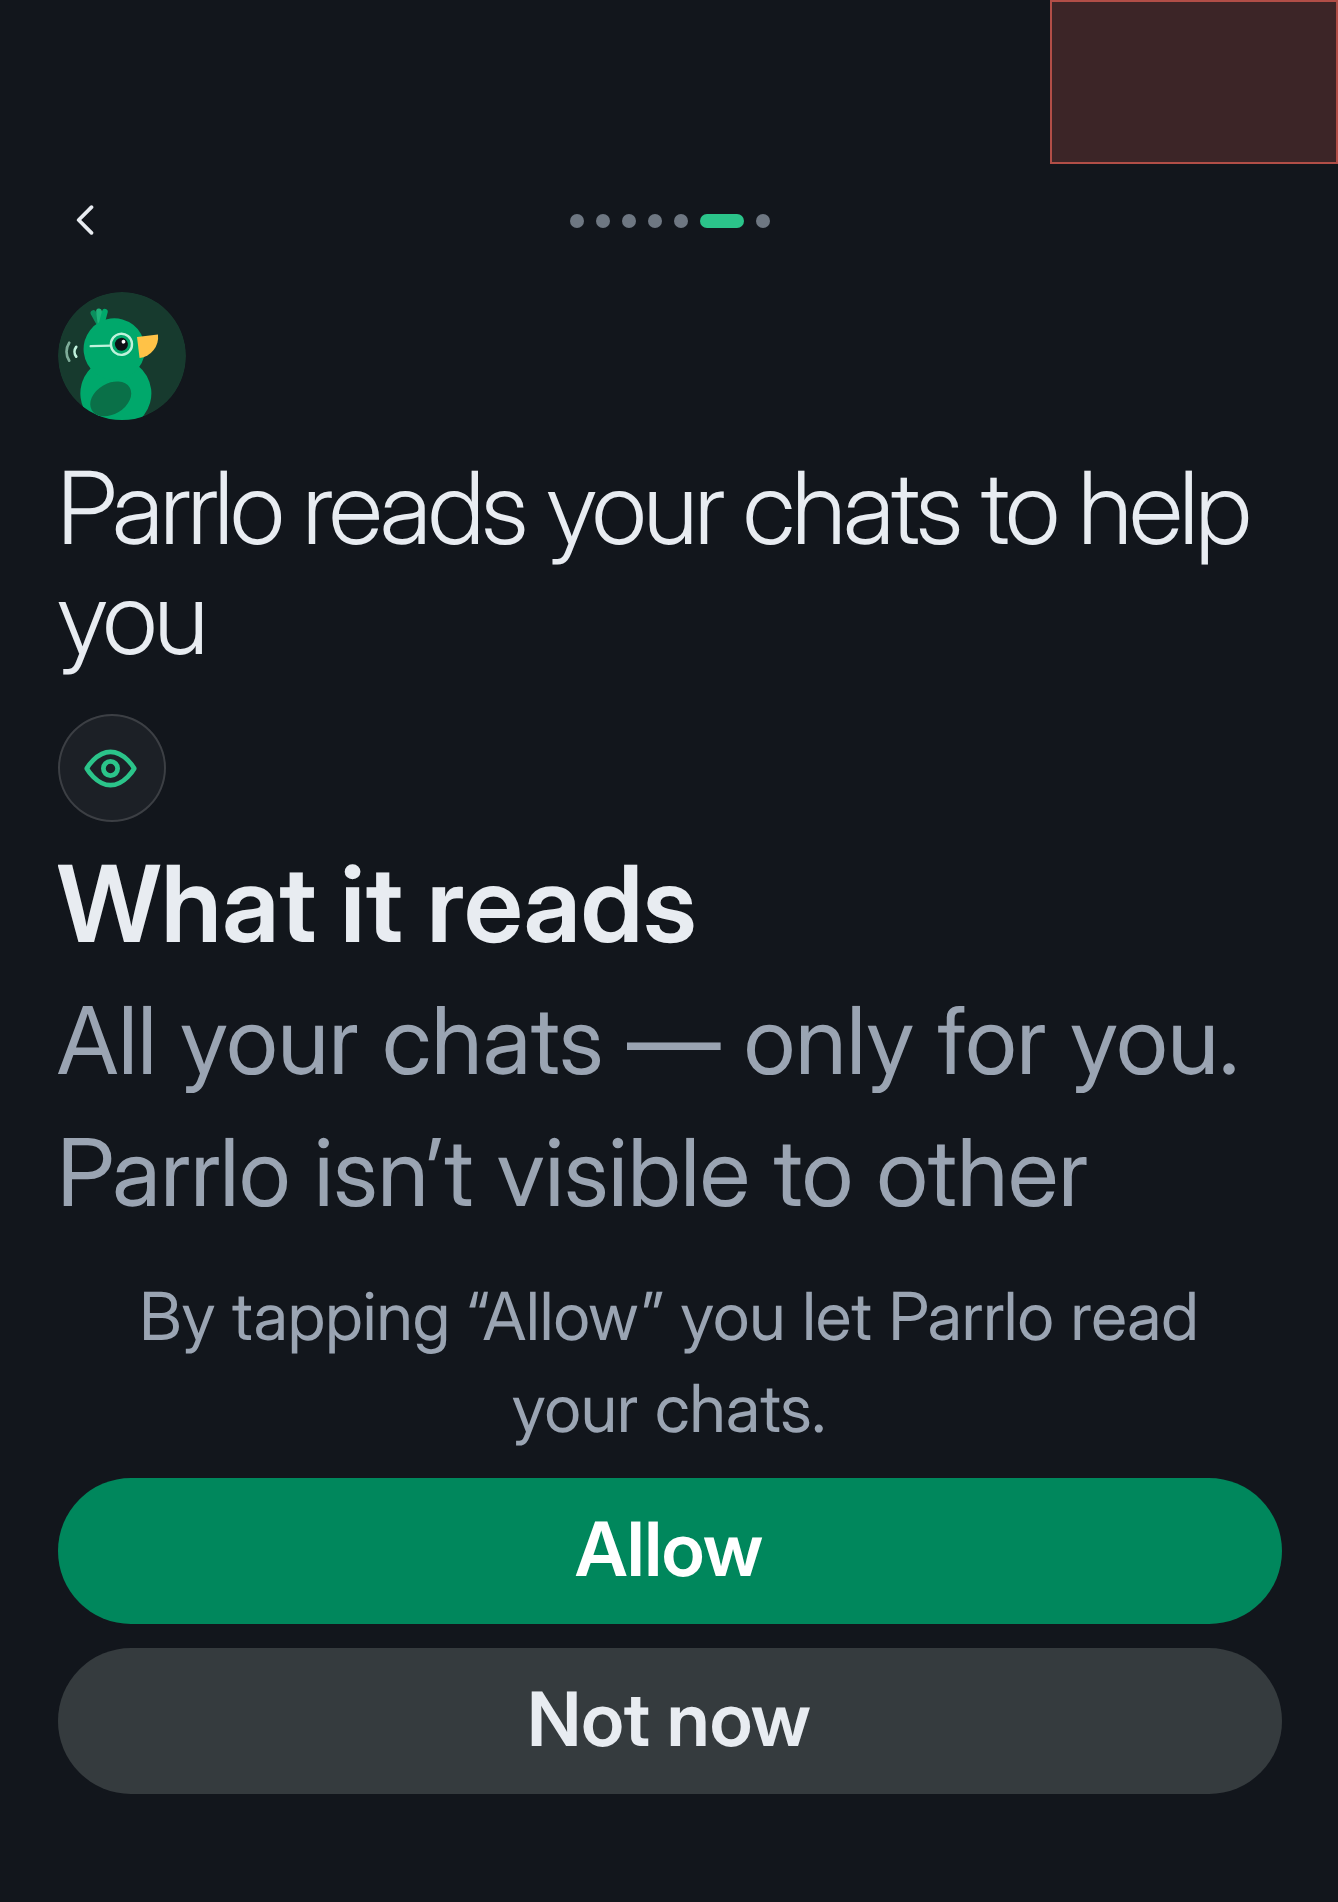 Parrlo reads your chats to help
you
What it reads
All your chats — only for you.
Parrlo isn’t visible to other
By tapping “Allow” you let Parrlo read
your chats.
Allow
Not now